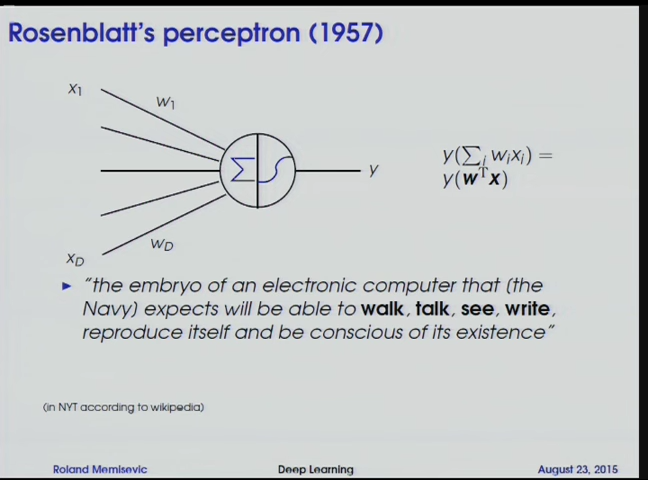 Rosenblatt's perceptron (1957)
x1
w1
Σ
y
wD
xD
y(∑i wixi) =
y(wTx)
"the embryo of an electronic computer that (the
Navy) expects will be able to walk, talk, see, write,
reproduce itself and be conscious of its existence"
(in NYT according to wikipedia)
Roland Memisevic
Deep Learning
August 23, 2015